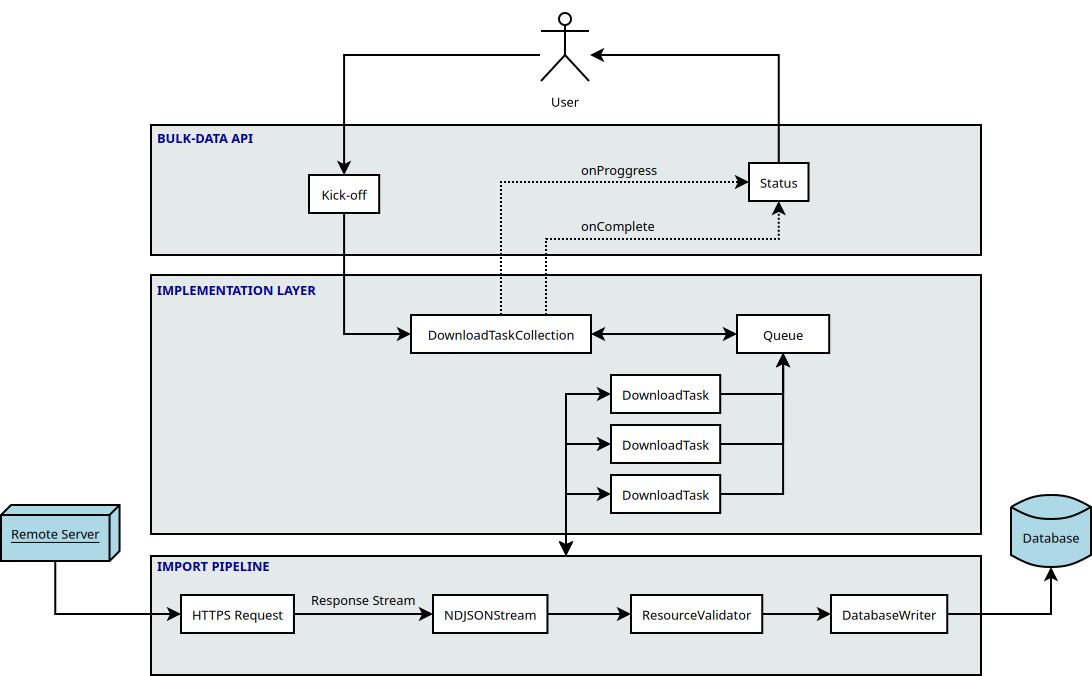 User
BULK-DATA API
Kick-off
onProggress
Status
onComplete
IMPLEMENTATION LAYER
DownloadTaskCollection
Queue
DownloadTask
DownloadTask
DownloadTask
Remote Server
Database
IMPORT PIPELINE
HTTPS Request
Response Stream
NDJSONStream
ResourceValidator
DatabaseWriter